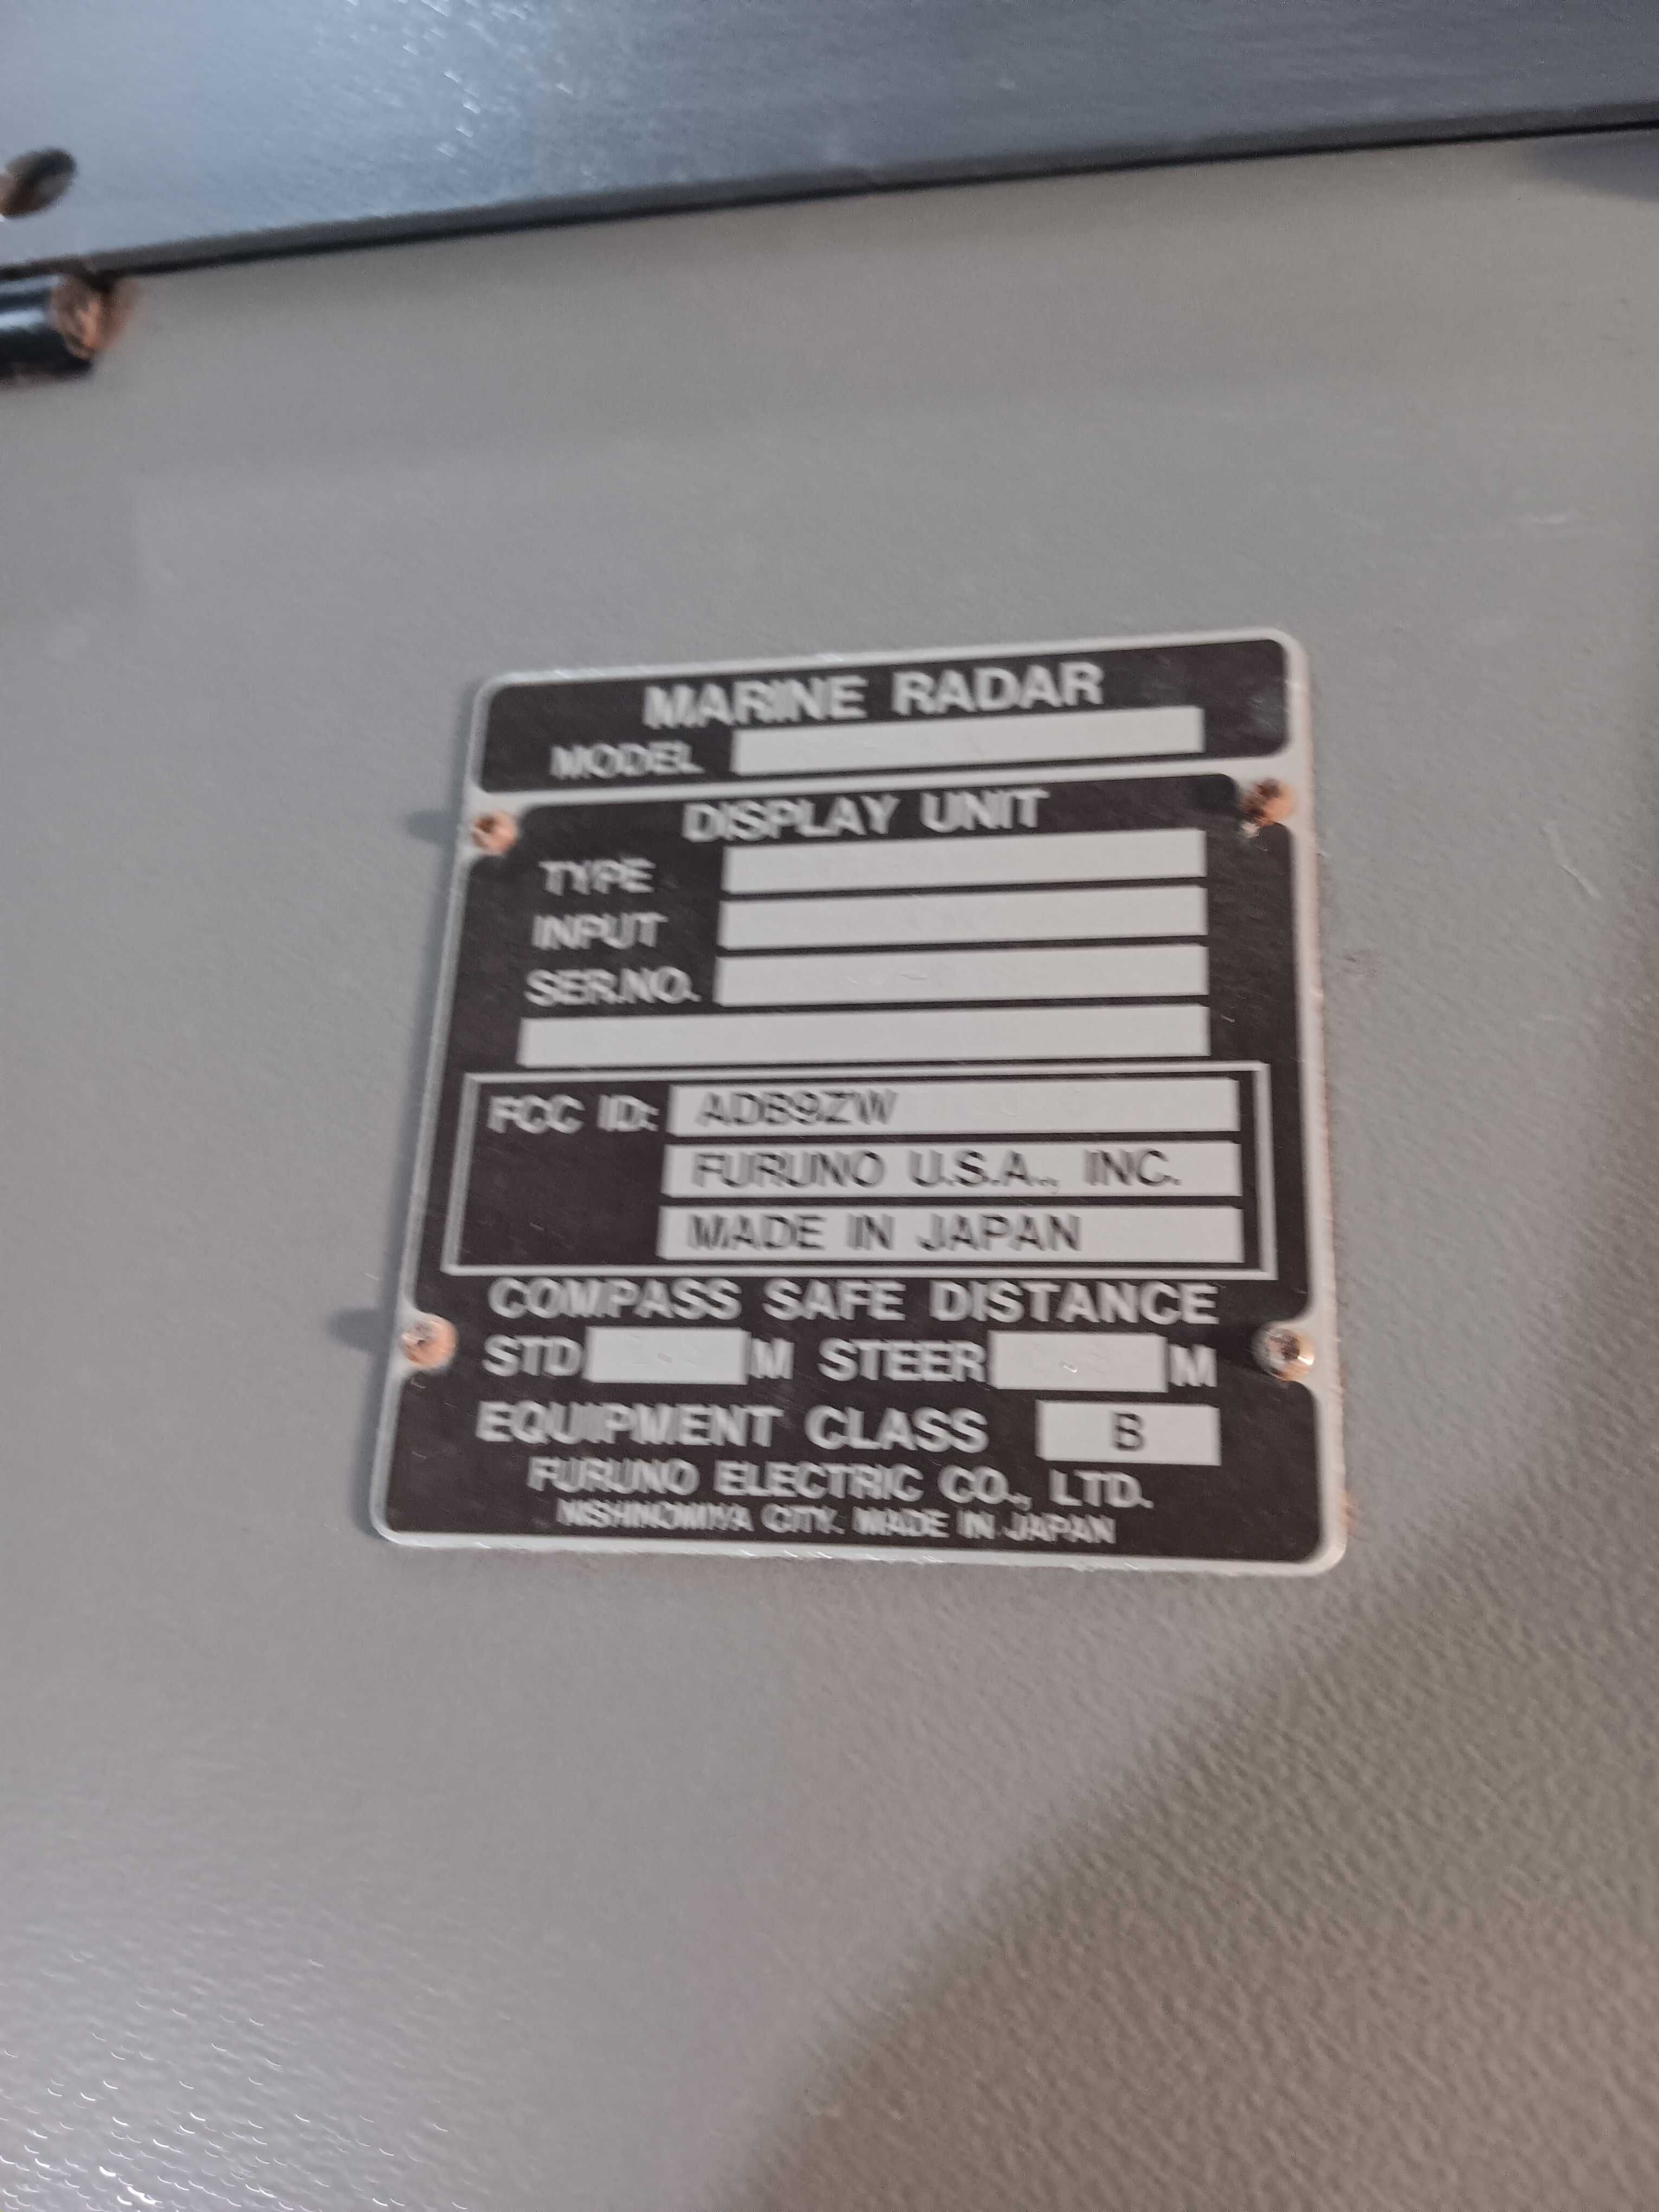 MARINE RADAR
MODEL
DISPLAY UNIT
TYPE
INPUT
SER.NO.
FCC ID: ADB9ZW
FURUNO U.S.A., INC.
MADE IN JAPAN
COMPASS SAFE DISTANCE
STD M STEER M
EQUIPMENT CLASS B
FURUNO ELECTRIC CO., LTD.
NISHINOMIYA CITY. MADE IN JAPAN